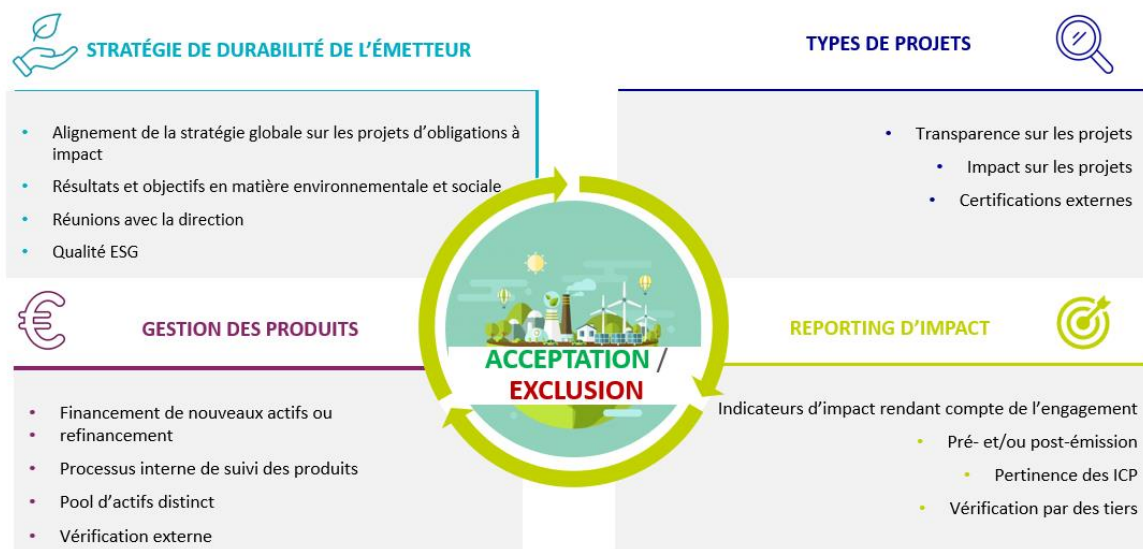 STRATÉGIE DE DURABILITÉ DE L'ÉMETTEUR
• Alignement de la stratégie globale sur les projets d'obligations à
impact
• Résultats et objectifs en matière environnementale et sociale
• Réunions avec la direction
• Qualité ESG
TYPES DE PROJETS
• Transparence sur les projets
• Impact sur les projets
• Certifications externes
ACCEPTATION /
EXCLUSION
GESTION DES PRODUITS
• Financement de nouveaux actifs ou
• refinancement
• Processus interne de suivi des produits
• Pool d'actifs distinct
• Vérification externe
REPORTING D'IMPACT
Indicateurs d'impact rendant compte de l'engagement
• Pré- et/ou post-émission
• Pertinence des ICP
• Vérification par des tiers